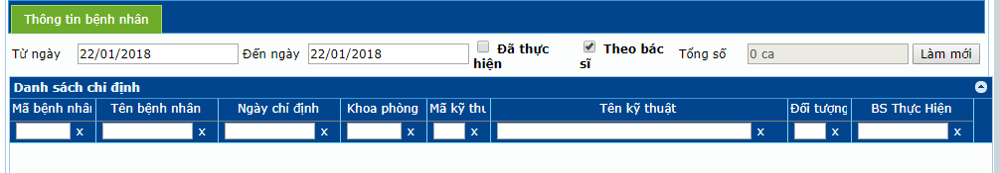 Thông tin bệnh nhân
Từ ngày 22/01/2018 Đến ngày 22/01/2018 Đã thực hiện Theo bác sĩ Tổng số 0 ca Làm mới
Danh sách chỉ định
Mã bệnh nhân Tên bệnh nhân Ngày chỉ định Khoa phòng Mã kỹ thu Tên kỹ thuật Đối tượng BS Thực Hiện
x x x x x x x x